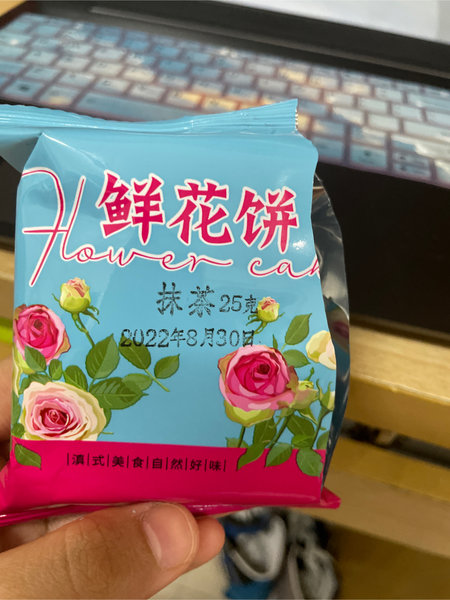 鲜花饼
Flower ca
抹茶 25克
2022年8月30日
滇式美食自然好味